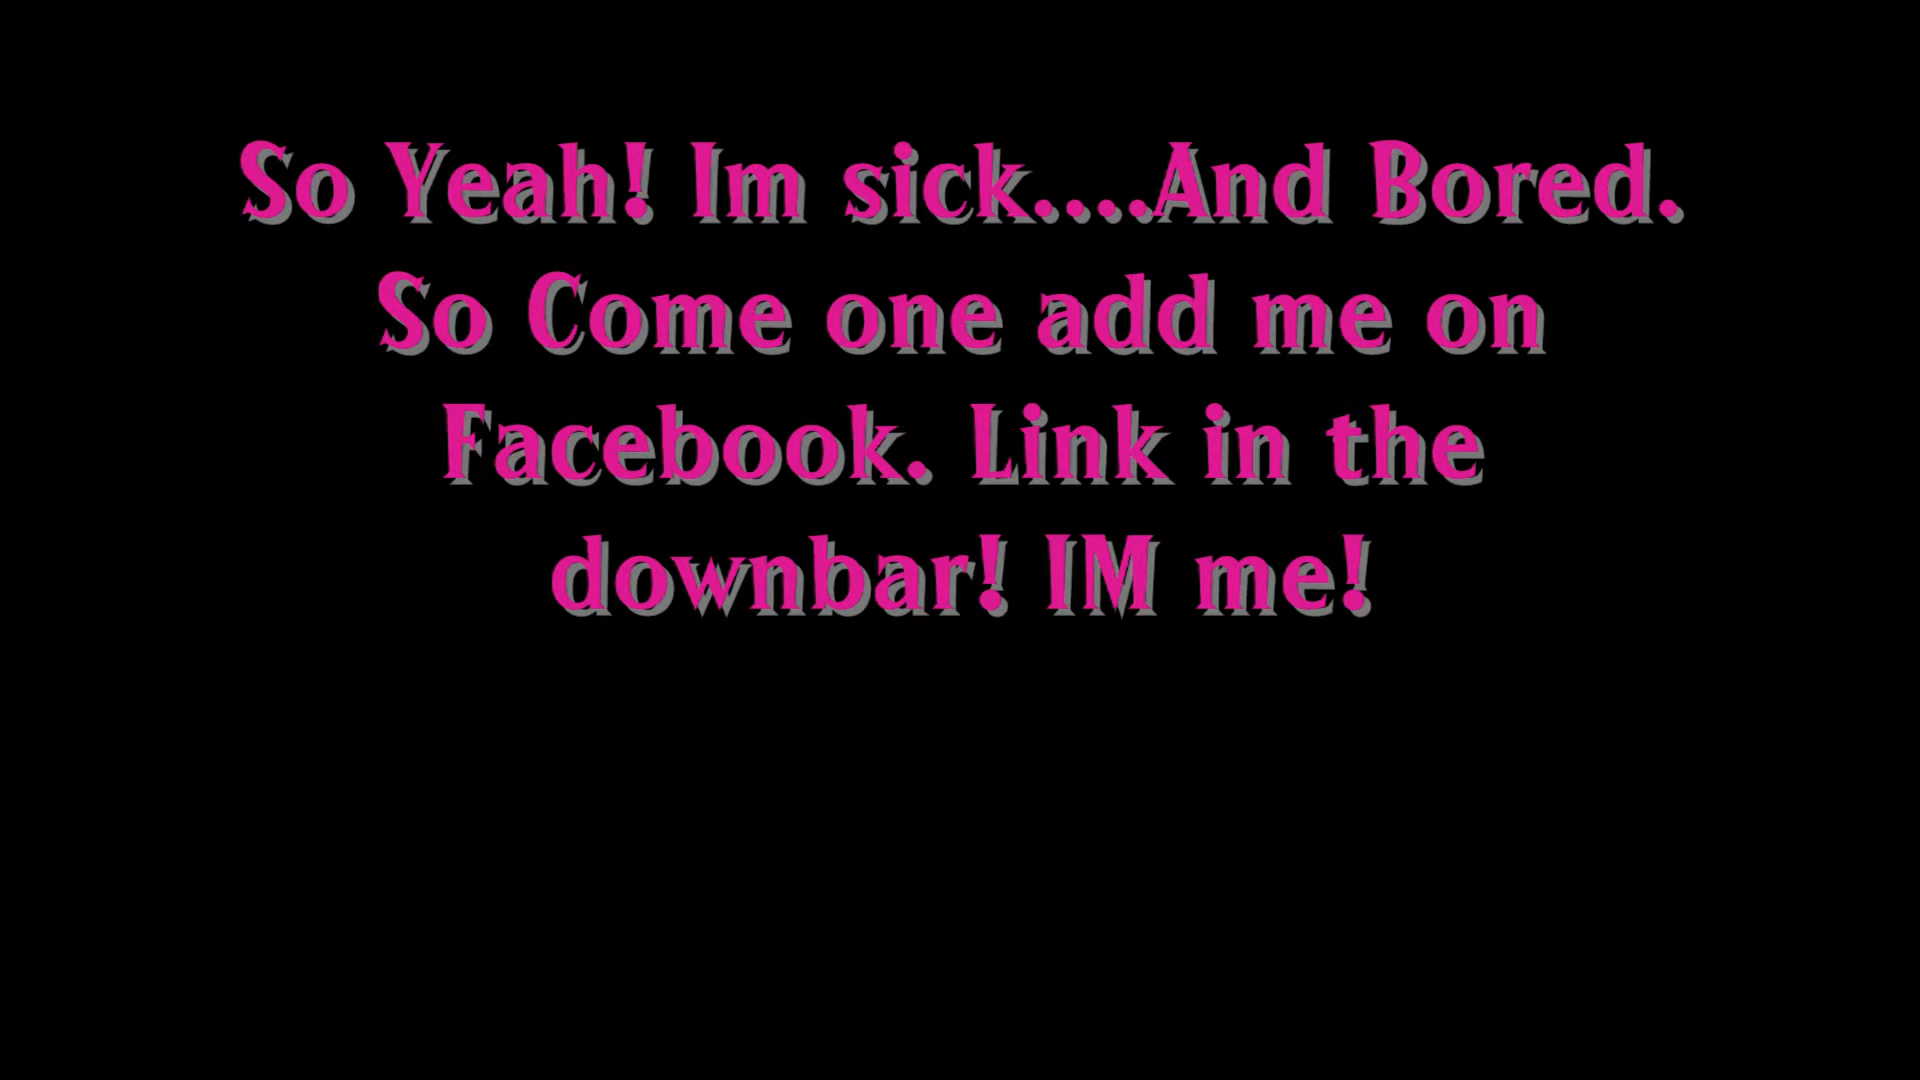 So Yeah! Im sick....And Bored.
So Come one add me on
Facebook. Link in the
downbar! IM me!